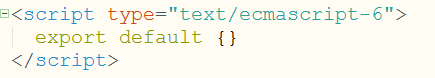 <script type="text/ecmascript-6">
export default {}
</script>